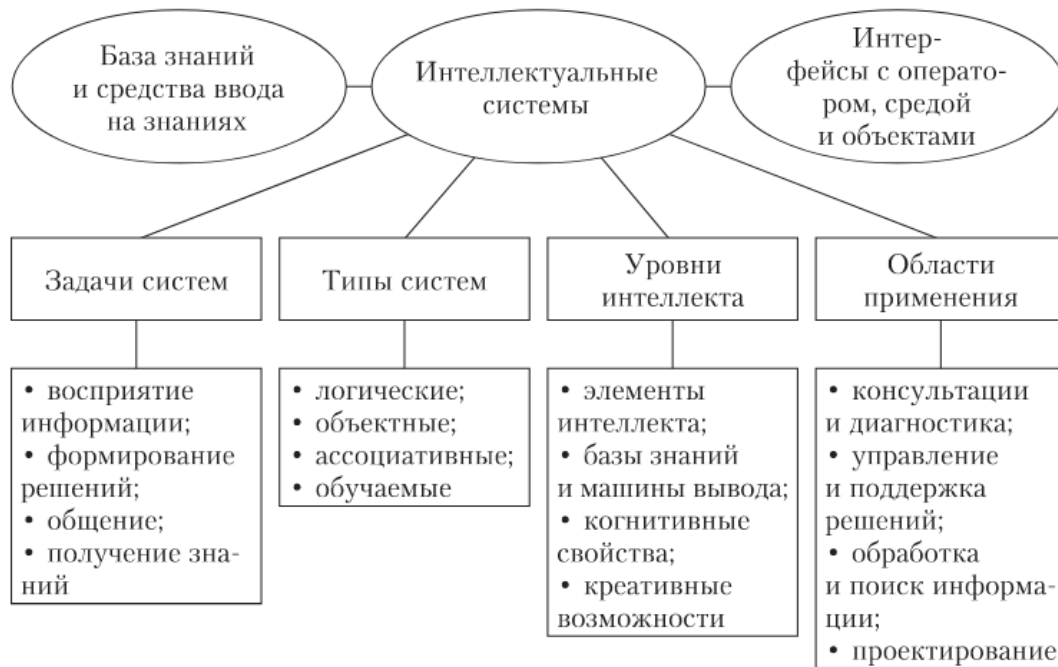 База знаний
и средства ввода
на знаниях
Интеллектуальные
системы
Интер-
фейсы с операто-
ром, средой
и объектами
Задачи систем
Типы систем
Уровни
интеллекта
Области
применения
• восприятие
информации;
• формирование
решений;
• общение;
• получение зна-
ний
• логические;
• объектные;
• ассоциативные;
• обучаемые
• элементы
интеллекта;
• базы знаний
и машины вывода;
• когнитивные
свойства;
• креативные
возможности
• консультации
и диагностика;
• управление
и поддержка
решений;
• обработка
и поиск информа-
ции;
• проектирование